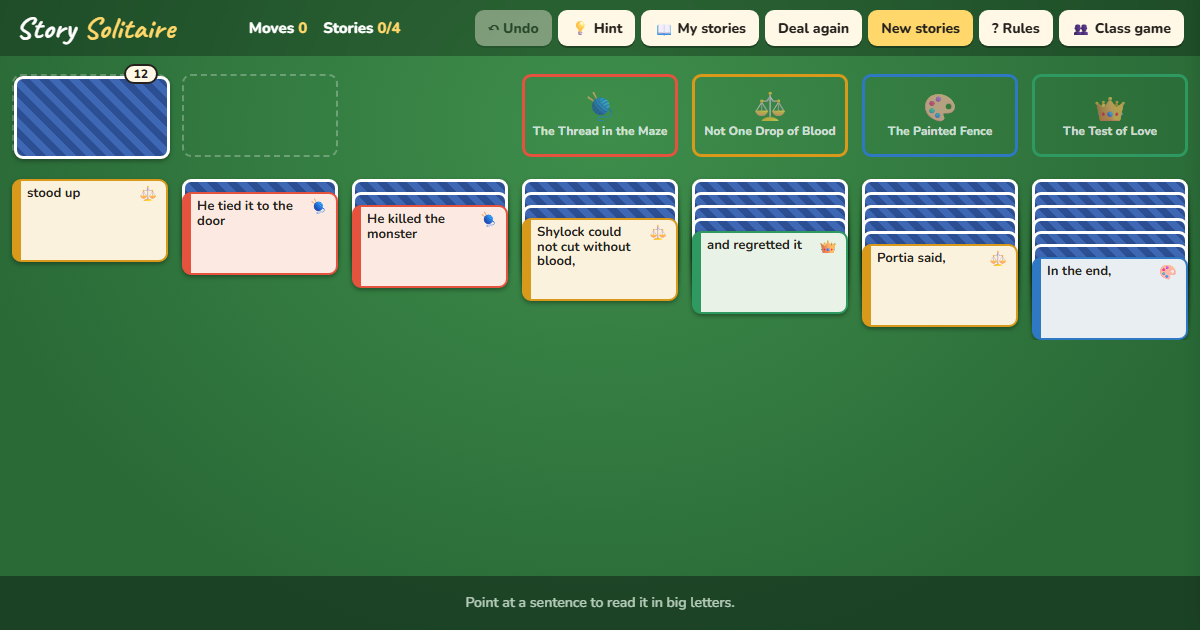 Story Solitaire
Moves 0 Stories 0/4
Undo
Hint
My stories
Deal again
New stories
? Rules
Class game
12
The Thread in the Maze
Not One Drop of Blood
The Painted Fence
The Test of Love
stood up
He tied it to the
door
He killed the
monster
Shylock could
not cut without
blood,
and regretted it
Portia said,
In the end,
Point at a sentence to read it in big letters.